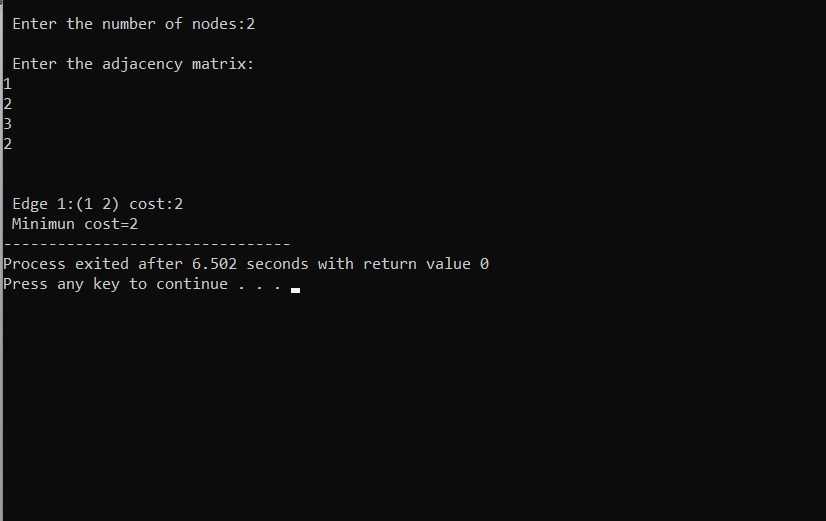 Enter the number of nodes:2
Enter the adjacency matrix:
1
2
3
2
Edge 1:(1 2) cost:2
Minimun cost=2
--------------------------------
Process exited after 6.502 seconds with return value 0
Press any key to continue . . .